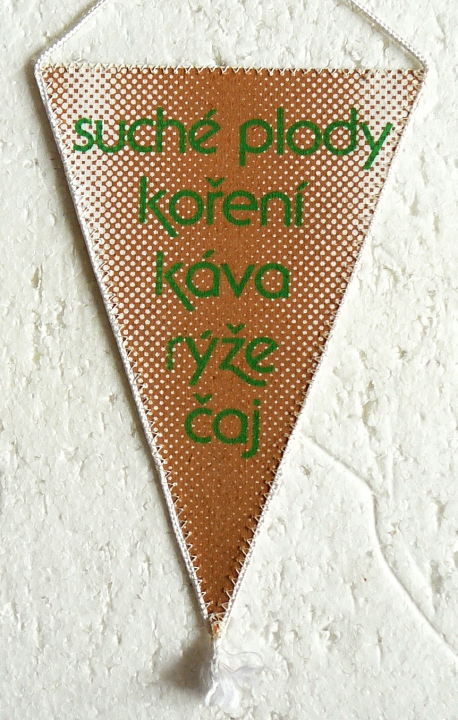 suché plody
koření
káva
rýže
čaj